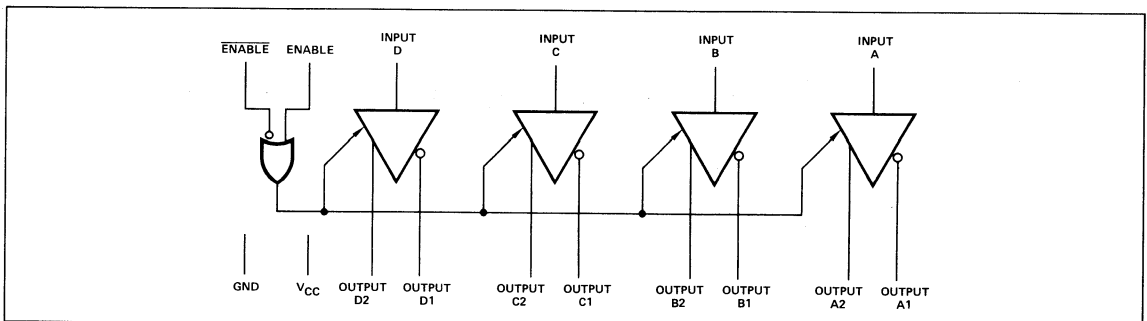 ENABLE ENABLE
INPUT
D
INPUT
C
INPUT
B
INPUT
A
GND
VCC
OUTPUT
D2
OUTPUT
D1
OUTPUT
C2
OUTPUT
C1
OUTPUT
B2
OUTPUT
B1
OUTPUT
A2
OUTPUT
A1